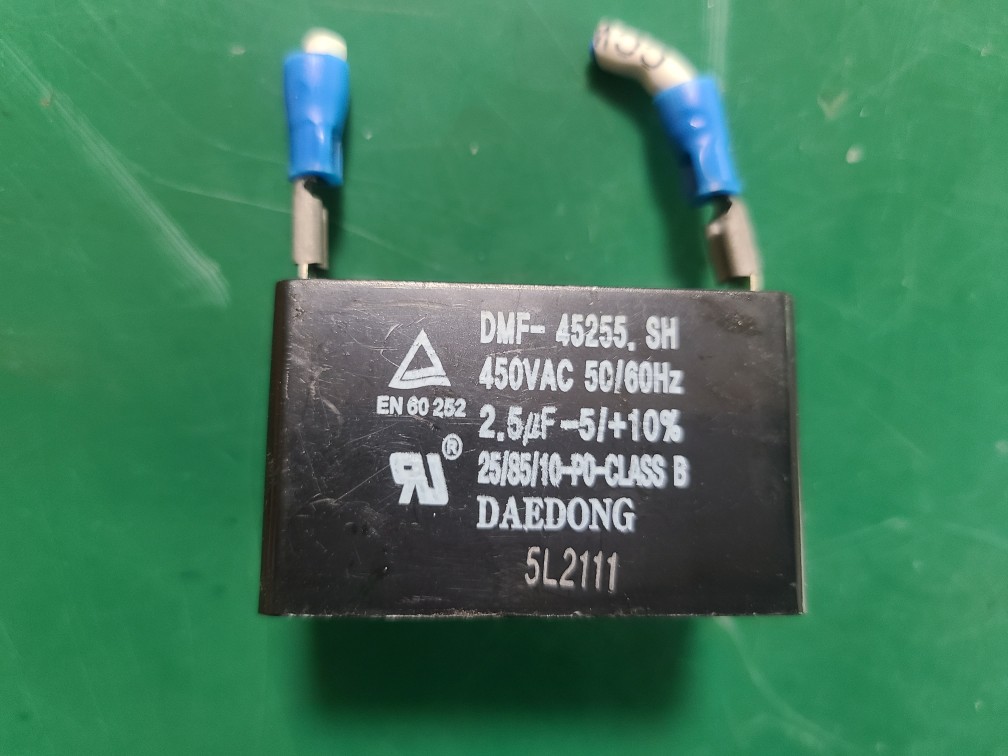 DMF- 45255. SH
450VAC 50/60Hz
EN 60 252
2.5µF -5/+10%
25/85/10-P0-CLASS B
DAEDONG
5L2111